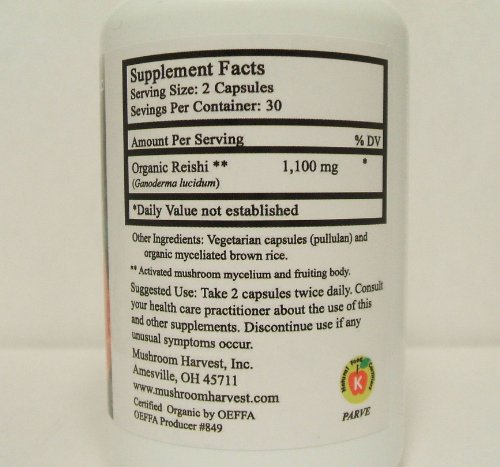 Supplement Facts
Serving Size: 2 Capsules
Sevings Per Container: 30
Amount Per Serving % DV
Organic Reishi ** 1,100 mg *
(Ganoderma lucidum)
*Daily Value not established
Other Ingredients: Vegetarian capsules (pullulan) and
organic myceliated brown rice.
** Activated mushroom mycelium and fruiting body.
Suggested Use: Take 2 capsules twice daily. Consult
your health care practitioner about the use of this
and other supplements. Discontinue use if any
unusual symptoms occur.
Mushroom Harvest, Inc.
Amesville, OH 45711
www.mushroomharvest.com
Certified Organic by OEFFA
OEFFA Producer #849
Natural Food Certifiers
K
PARVE